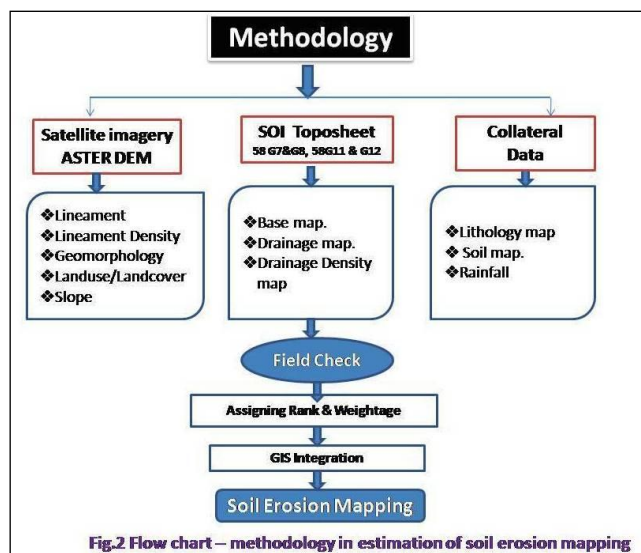 Methodology
Satellite imagery
ASTER DEM
❖Lineament
❖Lineament Density
❖Geomorphology
❖Landuse/Landcover
❖Slope
SOI Toposheet
58 G7&G8, 58G11 & G12
❖Base map.
❖Drainage map.
❖Drainage Density
map
Collateral
Data
❖Lithology map
❖Soil map.
❖Rainfall
Field Check
Assigning Rank & Weightage
GIS Integration
Soil Erosion Mapping
Fig.2 Flow chart – methodology in estimation of soil erosion mapping